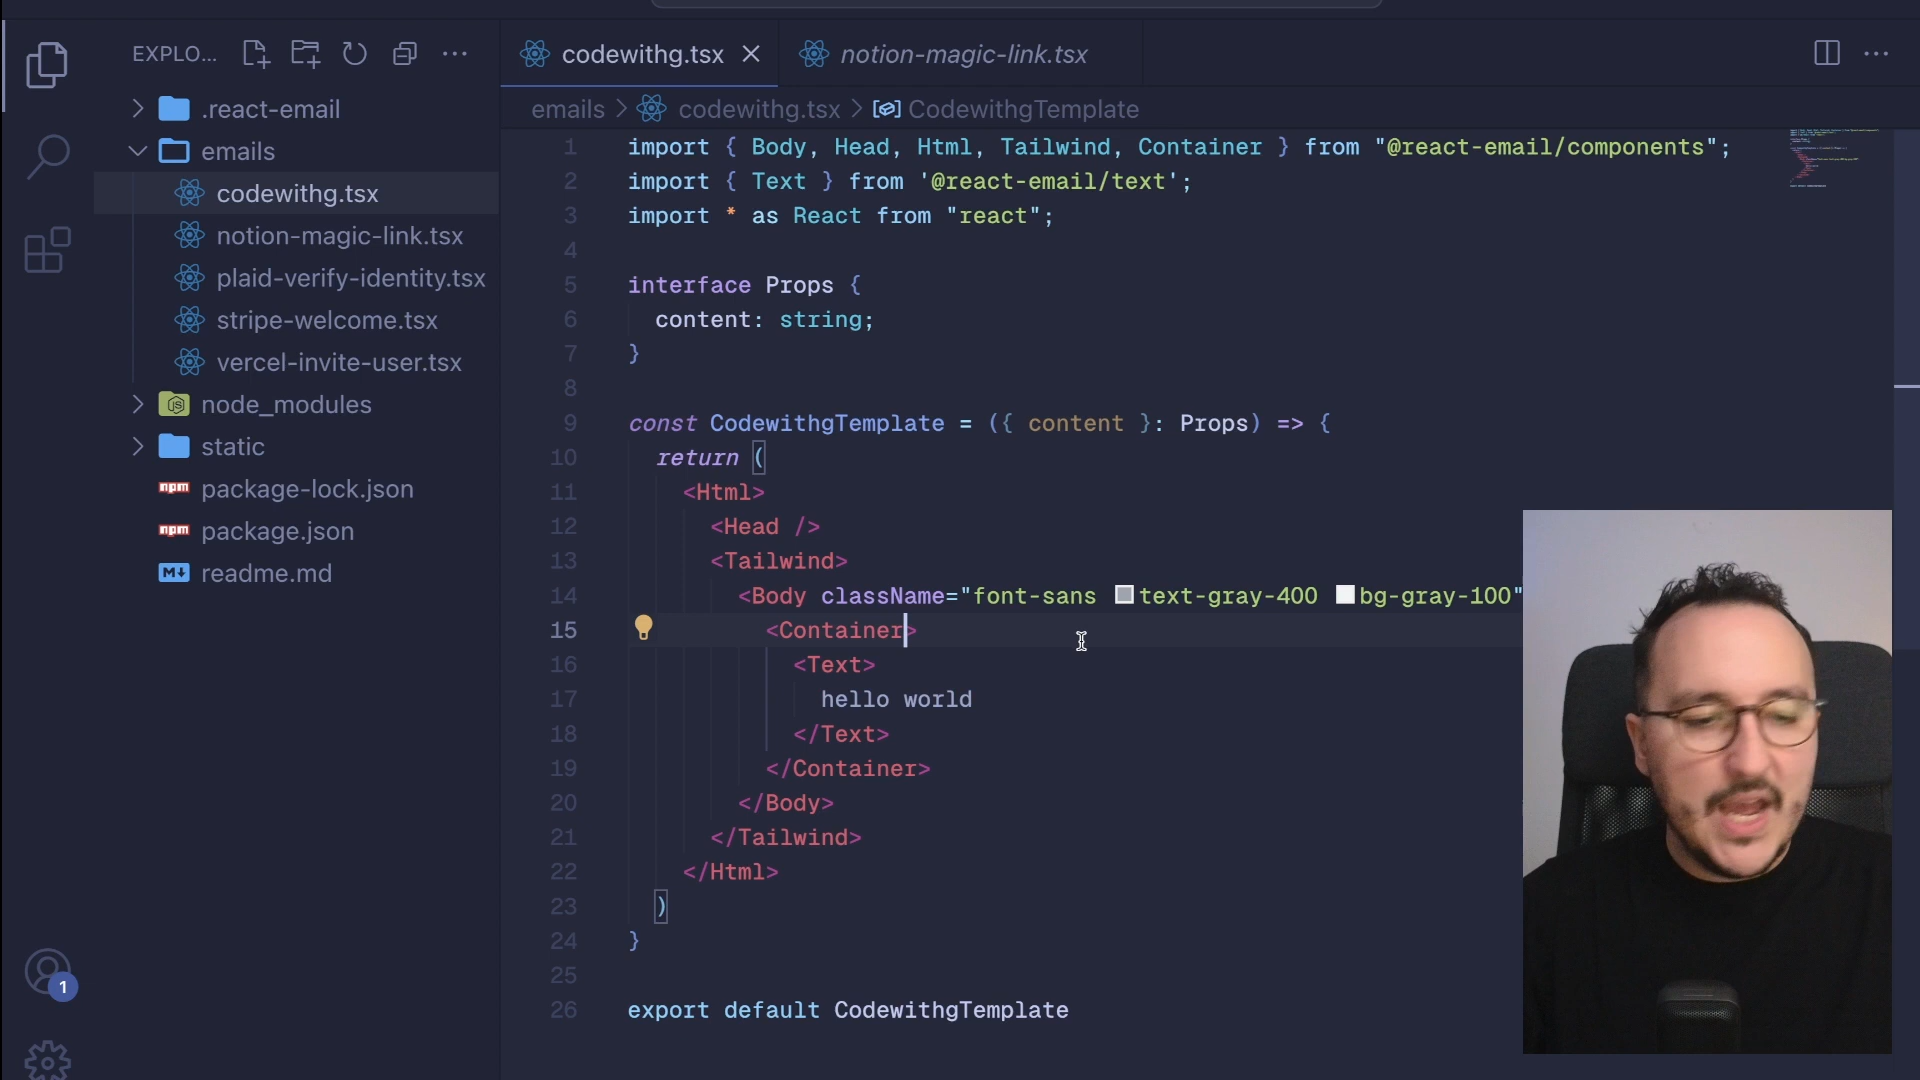 EXPLO...
.react-email
emails
codewithg.tsx
notion-magic-link.tsx
plaid-verify-identity.tsx
stripe-welcome.tsx
vercel-invite-user.tsx
node_modules
static
package-lock.json
package.json
readme.md
1
codewithg.tsx
notion-magic-link.tsx
emails > codewithg.tsx > CodewithgTemplate
1 import { Body, Head, Html, Tailwind, Container } from "@react-email/components";
2 import { Text } from '@react-email/text';
3 import * as React from "react";
4
5 interface Props {
6 content: string;
7 }
8
9 const CodewithgTemplate = ({ content }: Props) => {
10 return (
11 <Html>
12 <Head />
13 <Tailwind>
14 <Body className="font-sans text-gray-400 bg-gray-100"
15 <Container>
16 <Text>
17 hello world
18 </Text>
19 </Container>
20 </Body>
21 </Tailwind>
22 </Html>
23 )
24 }
25
26 export default CodewithgTemplate